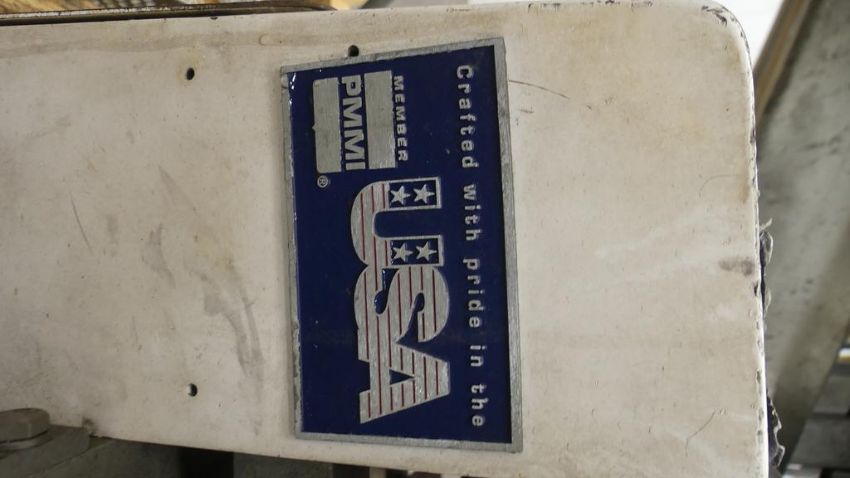 Crafted with pride in the
USA
MEMBER
PMMI®